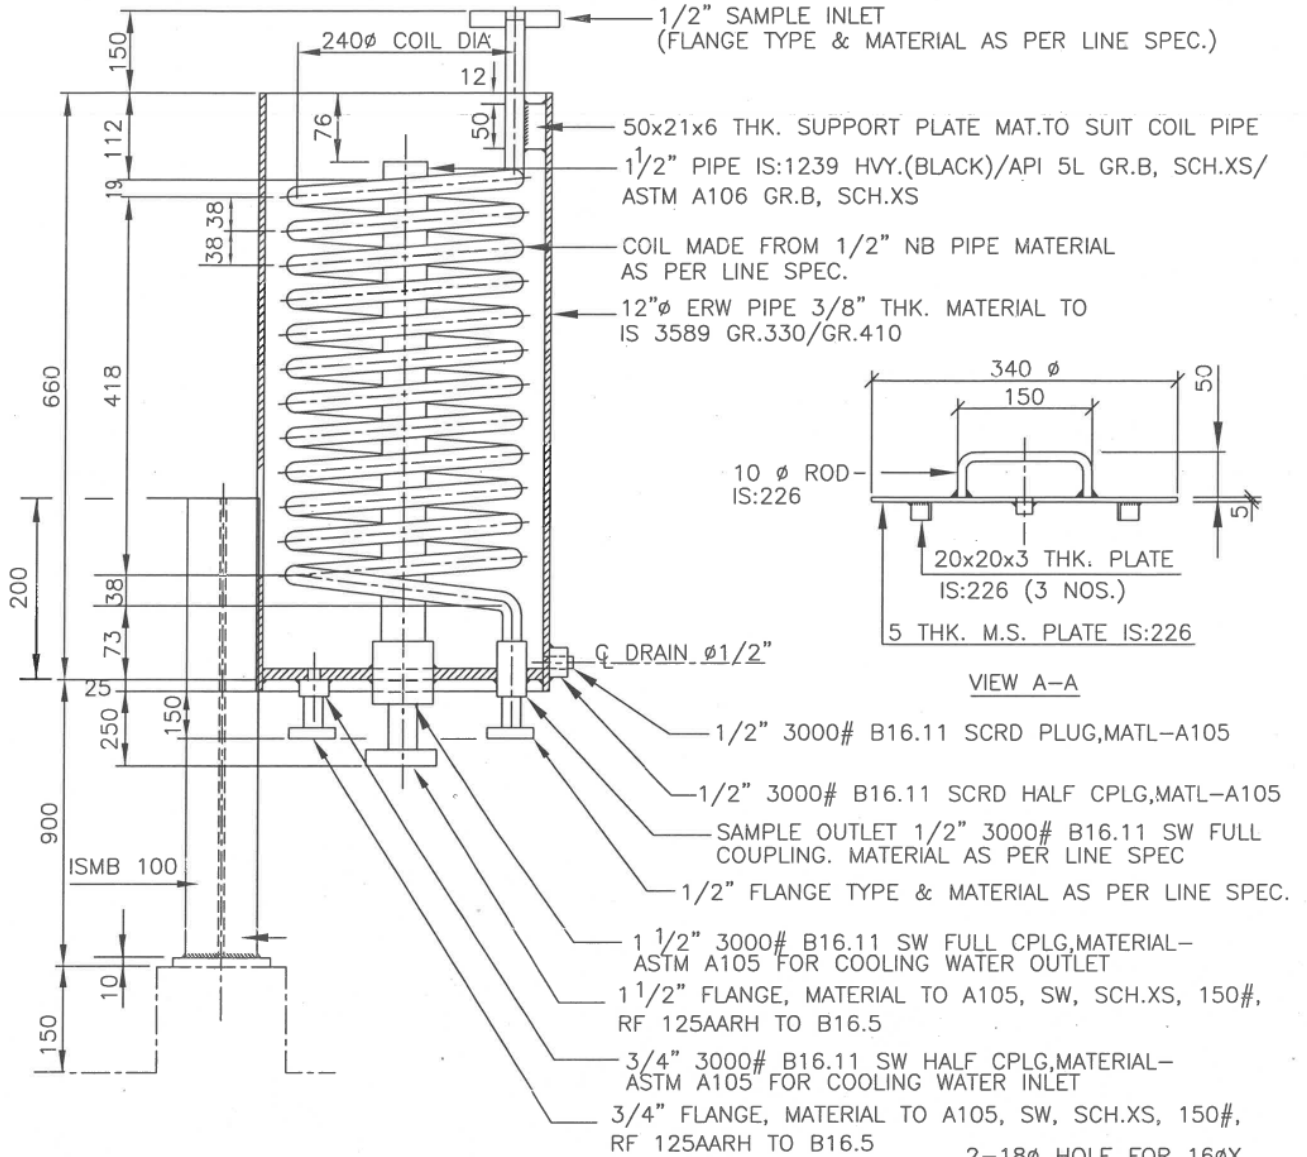 1/2" SAMPLE INLET
(FLANGE TYPE & MATERIAL AS PER LINE SPEC.)
150
240ø COIL DIA
12
112
76
50
50x21x6 THK. SUPPORT PLATE MAT.TO SUIT COIL PIPE
1 1/2" PIPE IS:1239 HVY.(BLACK)/API 5L GR.B, SCH.XS/
ASTM A106 GR.B, SCH.XS
19
38
38
COIL MADE FROM 1/2" NB PIPE MATERIAL
AS PER LINE SPEC.
12"ø ERW PIPE 3/8" THK. MATERIAL TO
IS 3589 GR.330/GR.410
660
418
340 ø
150
50
10 ø ROD
IS:226
5
20x20x3 THK. PLATE
IS:226 (3 NOS.)
5 THK. M.S. PLATE IS:226
VIEW A-A
200
38
73
25
150
250
℄ DRAIN ø1/2"
1/2" 3000# B16.11 SCRD PLUG,MATL-A105
1/2" 3000# B16.11 SCRD HALF CPLG,MATL-A105
SAMPLE OUTLET 1/2" 3000# B16.11 SW FULL
COUPLING. MATERIAL AS PER LINE SPEC
1/2" FLANGE TYPE & MATERIAL AS PER LINE SPEC.
900
ISMB 100
1 1/2" 3000# B16.11 SW FULL CPLG,MATERIAL-
ASTM A105 FOR COOLING WATER OUTLET
10
150
1 1/2" FLANGE, MATERIAL TO A105, SW, SCH.XS, 150#,
RF 125AARH TO B16.5
3/4" 3000# B16.11 SW HALF CPLG,MATERIAL-
ASTM A105 FOR COOLING WATER INLET
3/4" FLANGE, MATERIAL TO A105, SW, SCH.XS, 150#,
RF 125AARH TO B16.5
2-18ø HOLE FOR 16øX